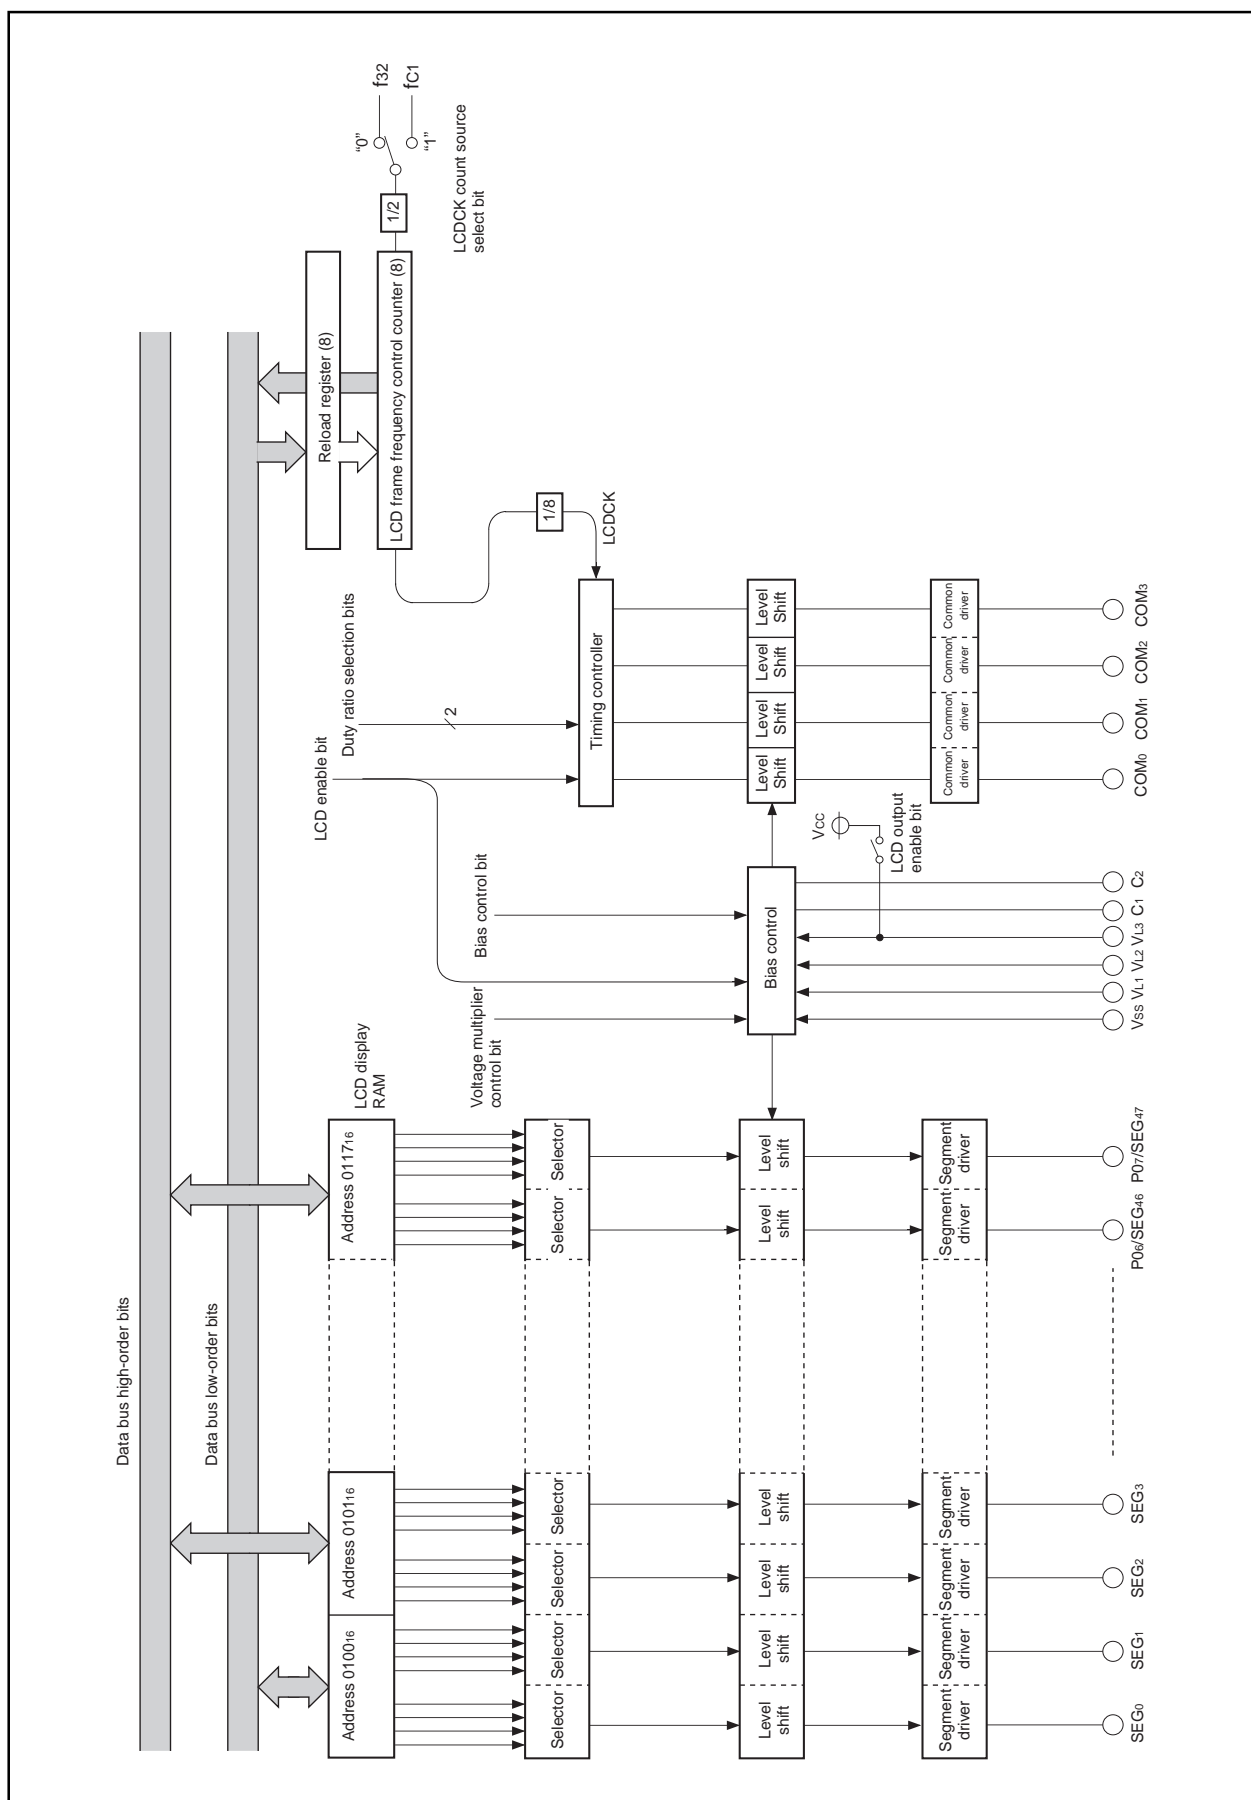 Data bus high-order bits
Data bus low-order bits
Reload register (8)
LCD frame frequency control counter (8)
1/2
"0"
f32
fC1
"1"
LCDCK count source
select bit
1/8
LCDCK
LCD enable bit
Duty ratio selection bits
2
Timing controller
Bias control bit
Voltage multiplier
control bit
LCD display
RAM
Address 010016
Address 010116
Address 011716
Selector
Selector
Selector
Selector
Selector
Selector
Level
shift
Level
shift
Level
shift
Level
shift
Level
shift
Level
shift
Bias control
Level
Shift
Level
Shift
Level
Shift
Level
Shift
VCC
LCD output
enable bit
Segment
driver
Segment
driver
Segment
driver
Segment
driver
Segment
driver
Segment
driver
Common
driver
Common
driver
Common
driver
Common
driver
SEG0
SEG1
SEG2
SEG3
P06/SEG46
P07/SEG47
VSS
VL1
VL2
VL3
C1
C2
COM0
COM1
COM2
COM3